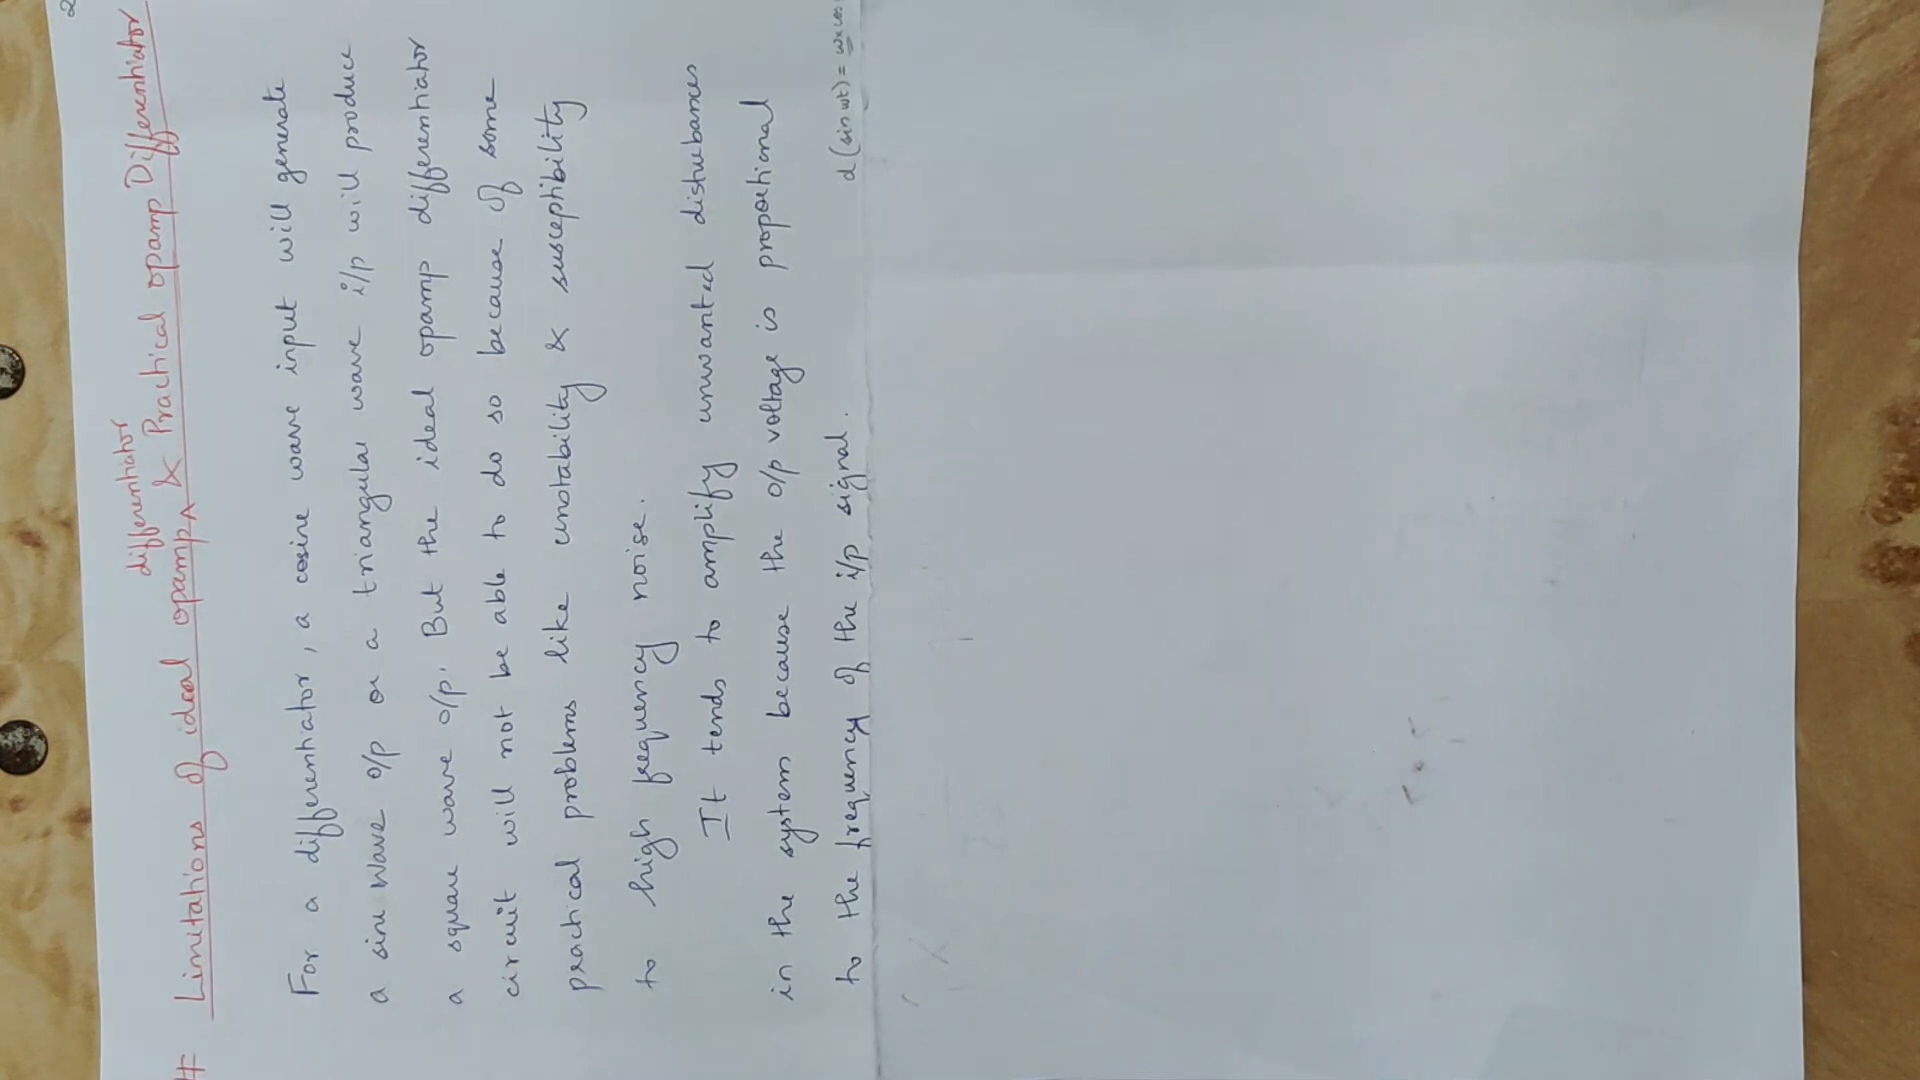 # Limitations of ideal opamp differentiator & Practical opamp Differentiator
For a differentiator, a cosine wave input will generate
a sine wave o/p or a triangular wave i/p will produce
a square wave o/p. But the ideal opamp differentiator
circuit will not be able to do so because of some
practical problems like unstability & susceptibility
to high frequency noise.
It tends to amplify unwanted disturbances
in the system because the o/p voltage is proportional
to the frequency of the i/p signal.
d(sin wt) = w cos